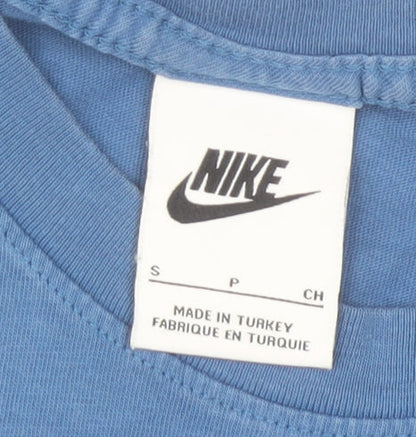 NIKE
S P CH
MADE IN TURKEY
FABRIQUE EN TURQUIE